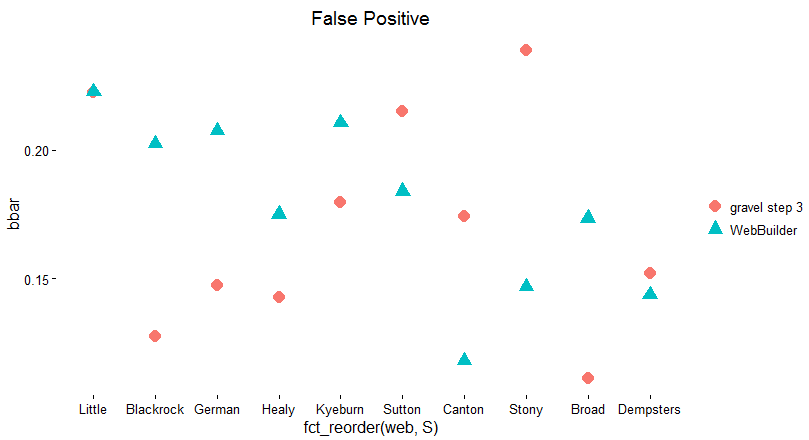 False Positive
bbar
0.20
0.15
Little Blackrock German Healy Kyeburn Sutton Canton Stony Broad Dempsters
fct_reorder(web, S)
gravel step 3
WebBuilder